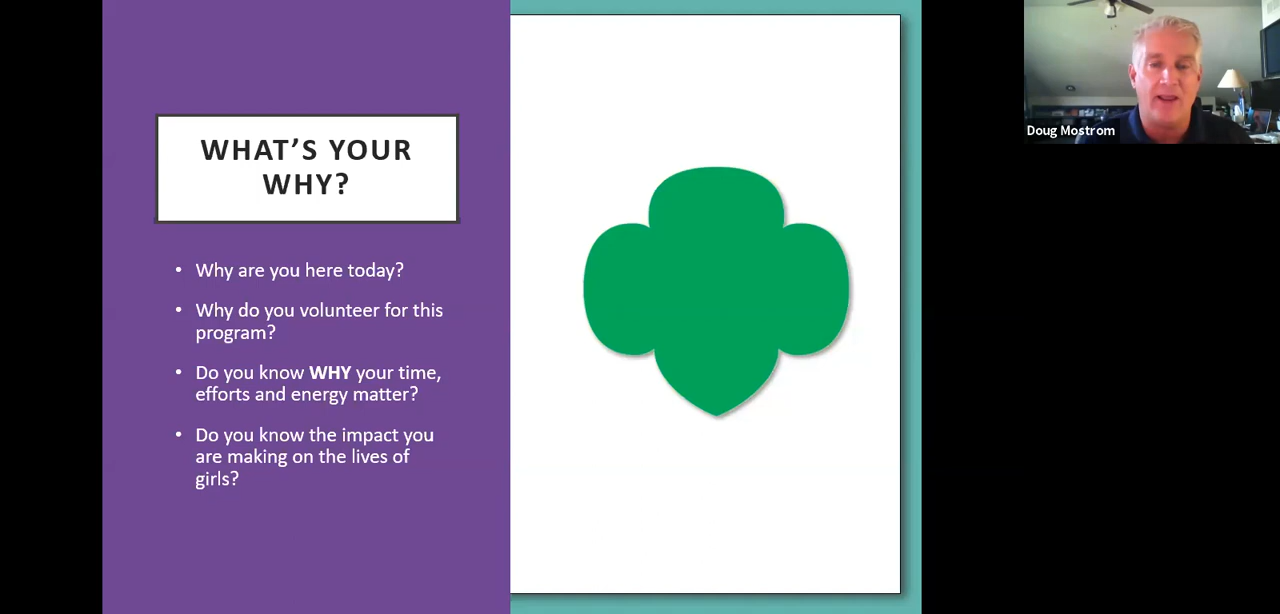 WHAT'S YOUR
WHY?
• Why are you here today?
• Why do you volunteer for this
program?
• Do you know WHY your time,
efforts and energy matter?
• Do you know the impact you
are making on the lives of
girls?
Doug Mostrom